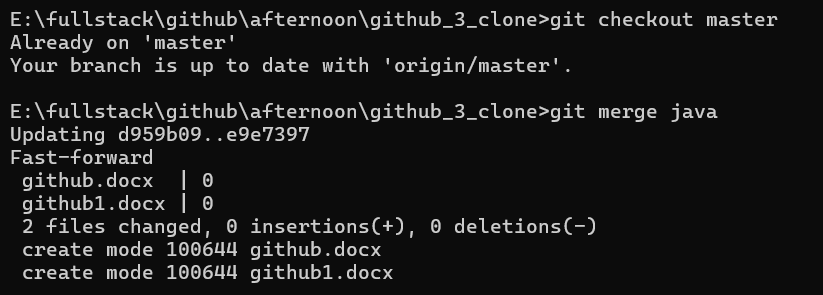 E:\fullstack\github\afternoon\github_3_clone>git checkout master
Already on 'master'
Your branch is up to date with 'origin/master'.
E:\fullstack\github\afternoon\github_3_clone>git merge java
Updating d959b09..e9e7397
Fast-forward
 github.docx  | 0
 github1.docx | 0
 2 files changed, 0 insertions(+), 0 deletions(-)
 create mode 100644 github.docx
 create mode 100644 github1.docx